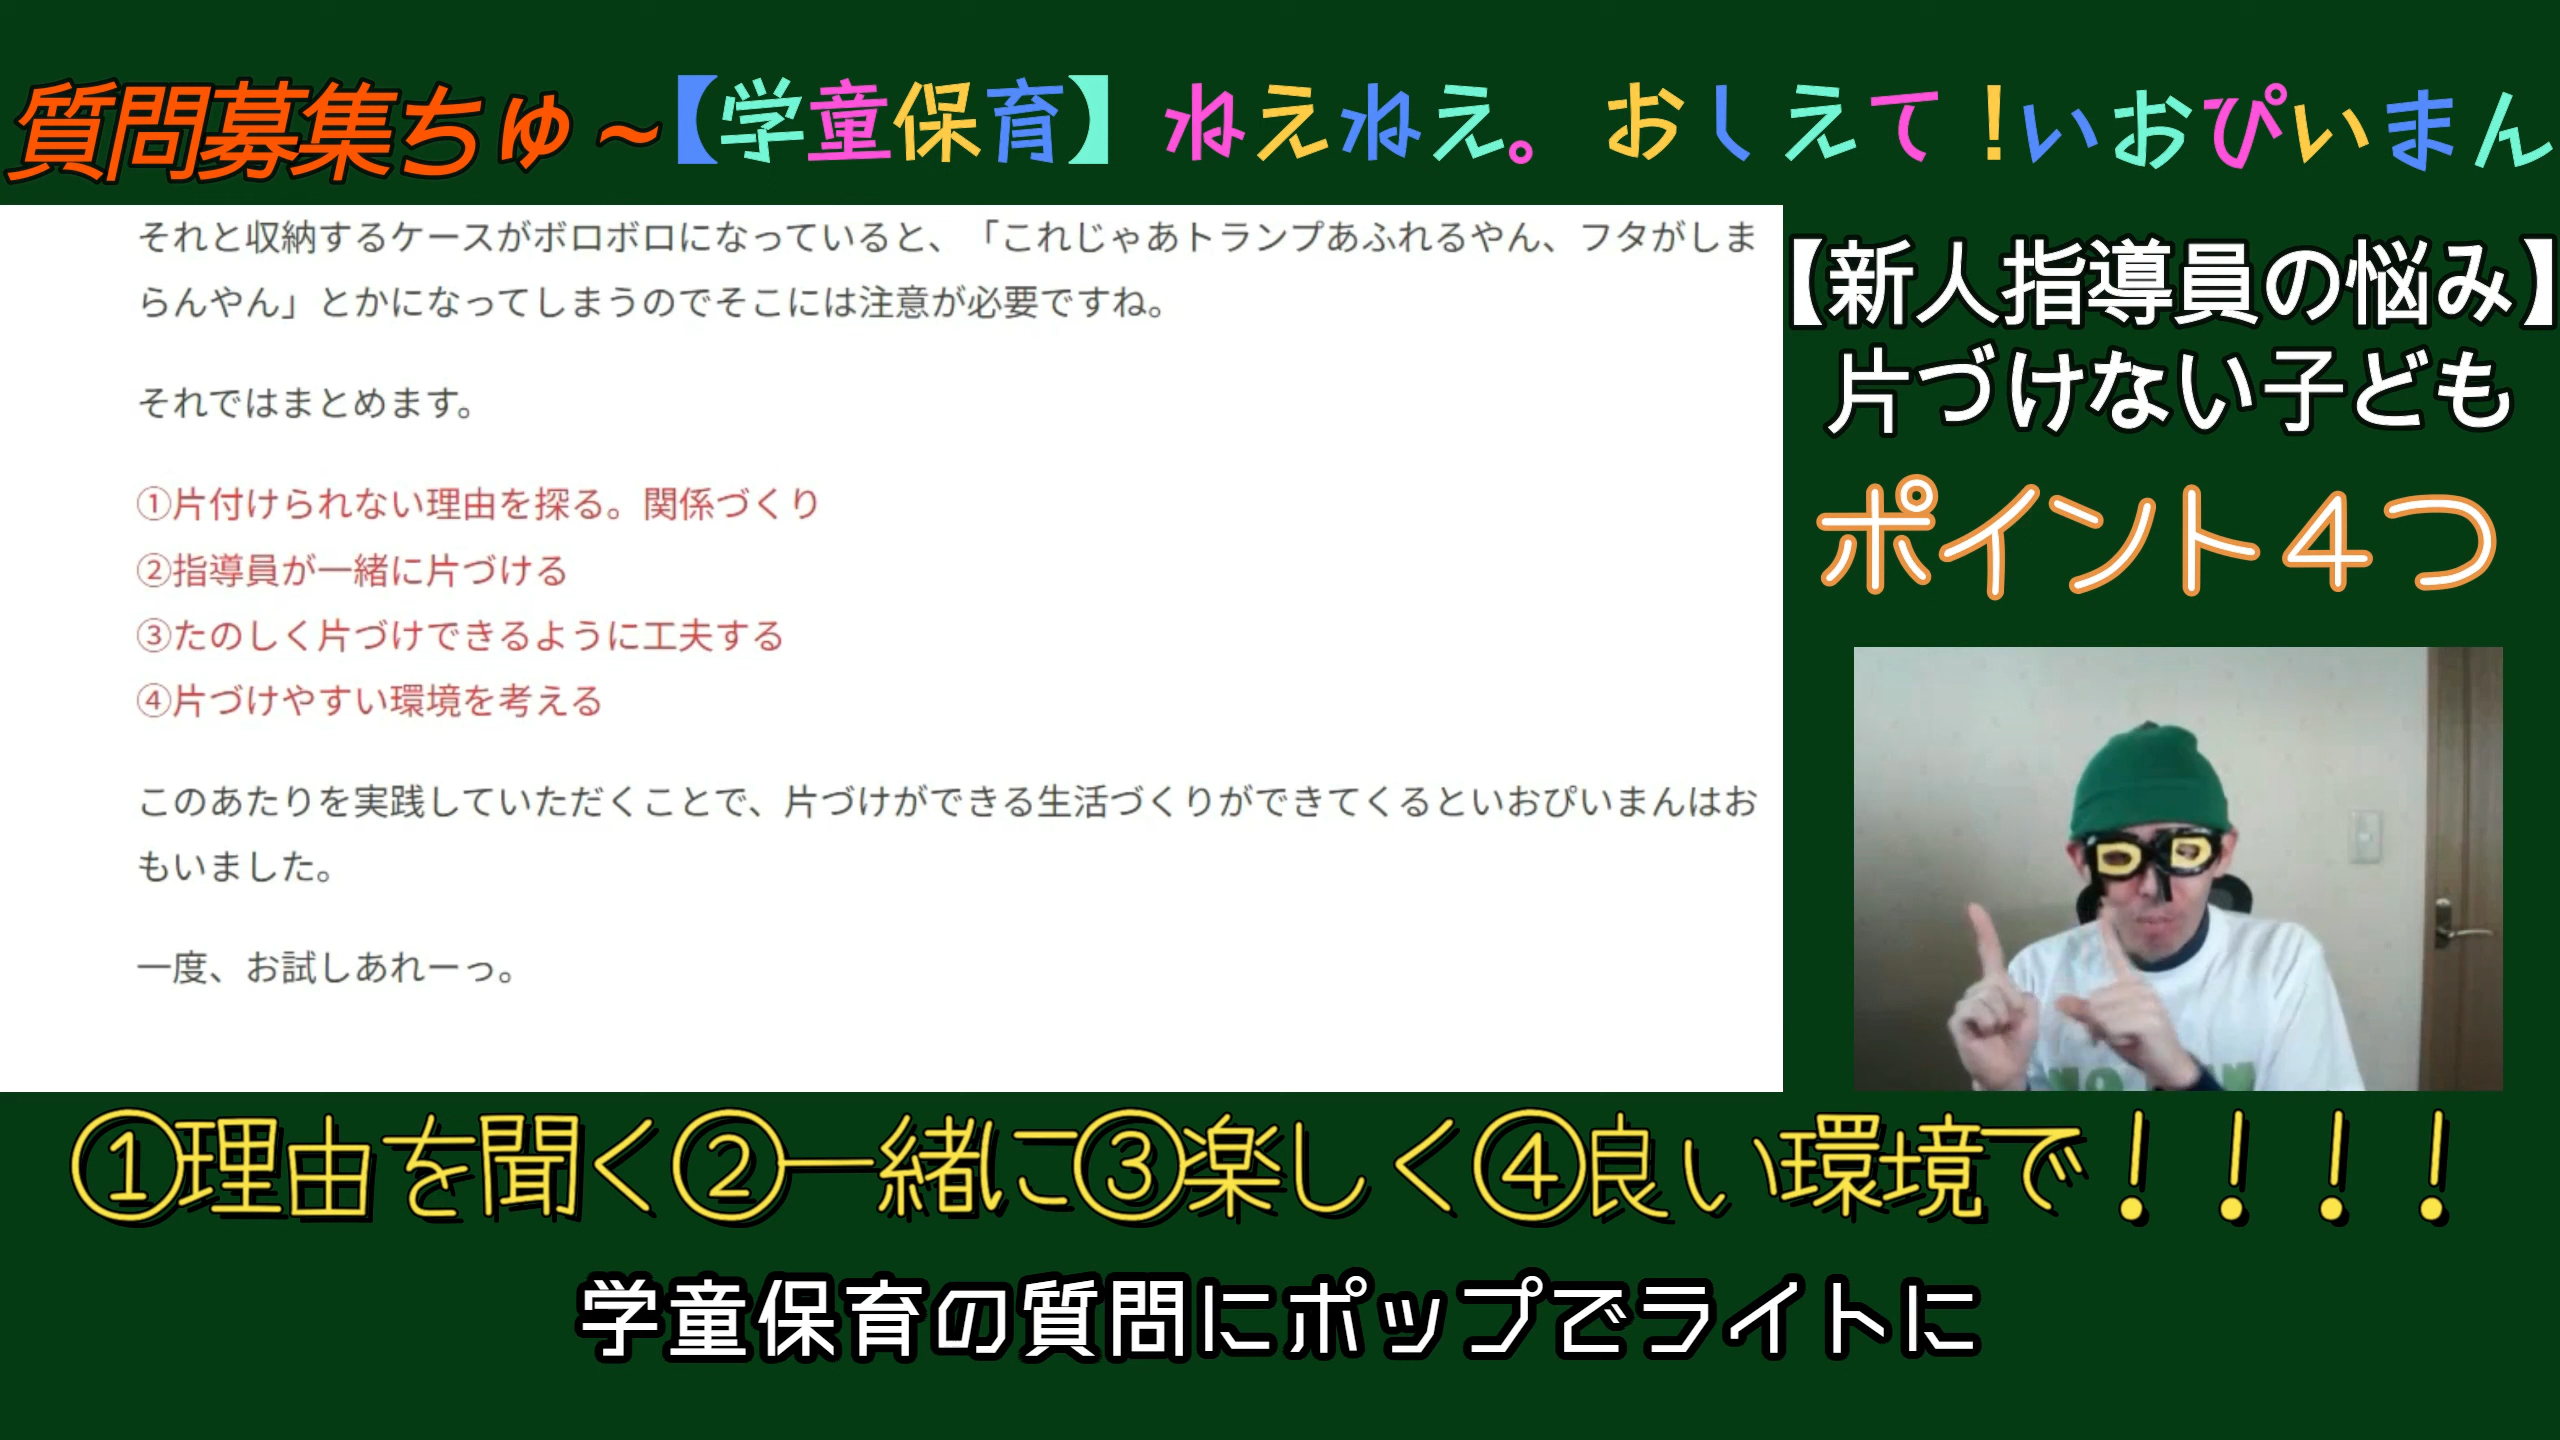 質問募集ちゅ～【学童保育】ねえねえ。おしえて！いおぴいまん
それと収納するケースがボロボロになっていると、「これじゃあトランプあふれるやん、フタがしま
らんやん」とかになってしまうのでそこには注意が必要ですね。
それではまとめます。
①片付けられない理由を探る。関係づくり
②指導員が一緒に片づける
③たのしく片づけできるように工夫する
④片づけやすい環境を考える
このあたりを実践していただくことで、片づけができる生活づくりができてくるといおぴいまんはお
もいました。
一度、お試しあれーっ。
【新人指導員の悩み】
片づけない子ども
ポイント４つ
①理由を聞く②一緒に③楽しく④良い環境で！！！！
学童保育の質問にポップでライトに